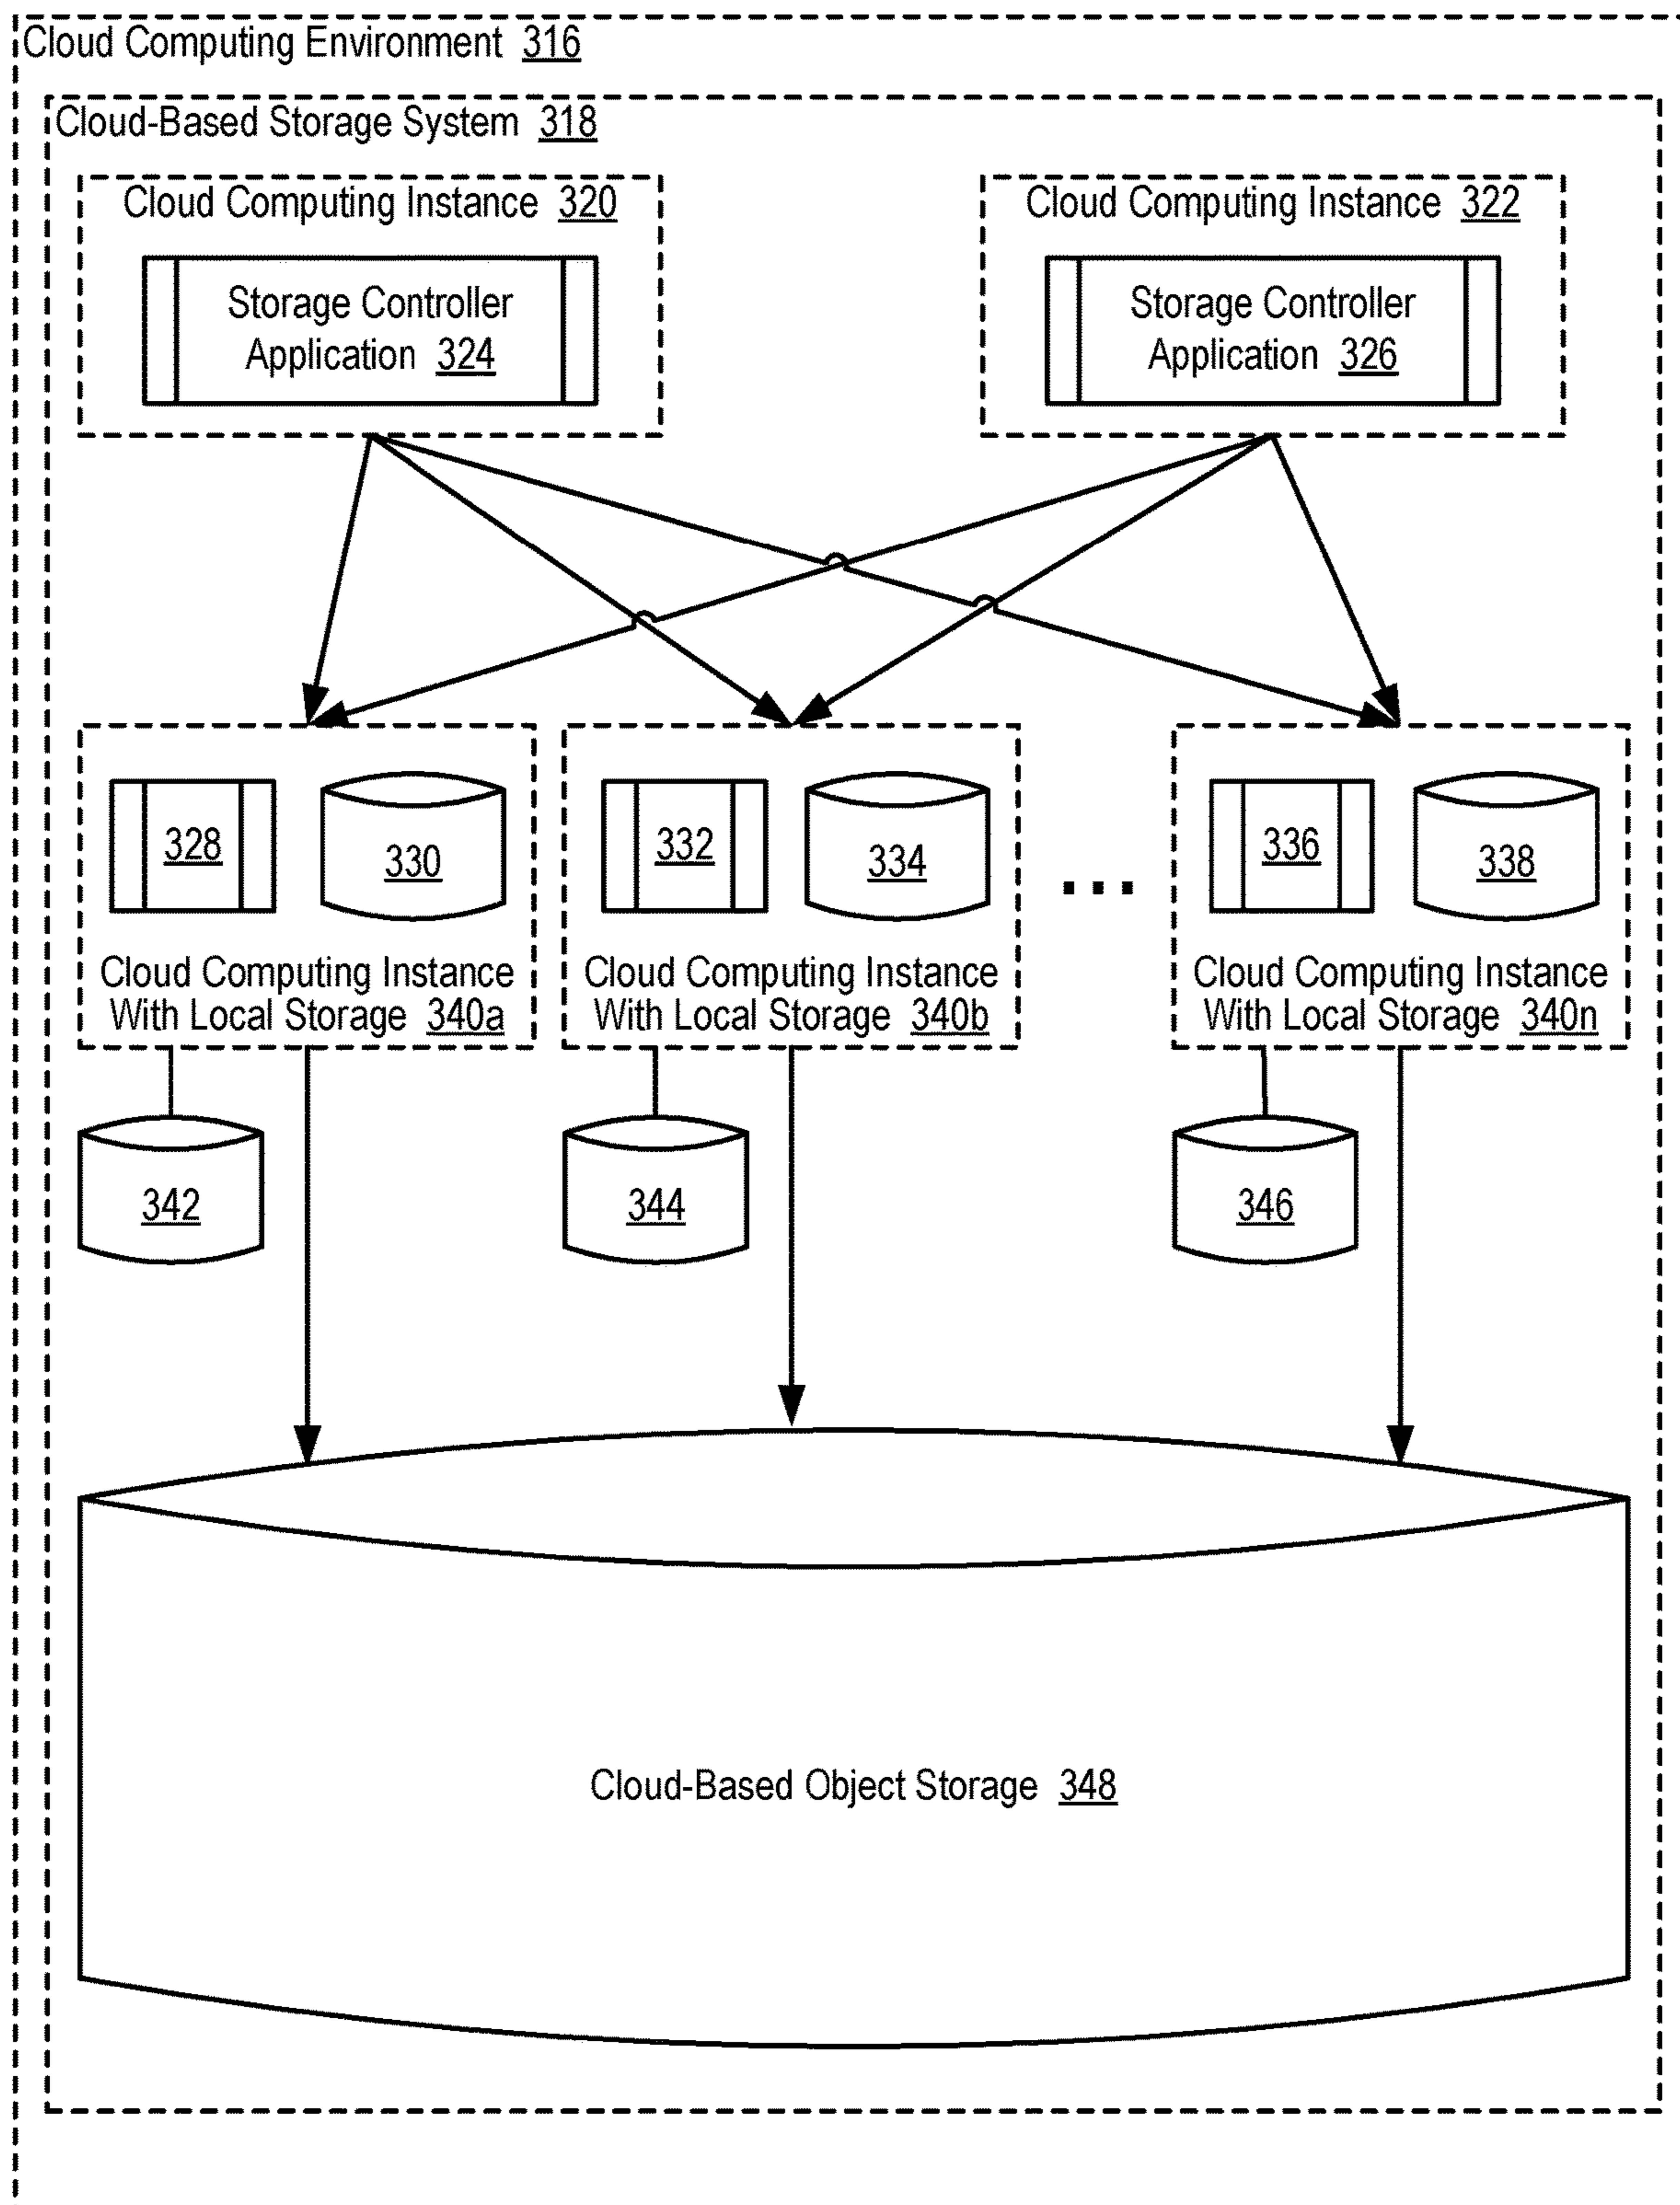 Cloud Computing Environment 316
Cloud-Based Storage System 318
Cloud Computing Instance 320
Storage Controller
Application 324
Cloud Computing Instance 322
Storage Controller
Application 326
328
330
Cloud Computing Instance
With Local Storage 340a
332
334
Cloud Computing Instance
With Local Storage 340b
...
336
338
Cloud Computing Instance
With Local Storage 340n
342
344
346
Cloud-Based Object Storage 348